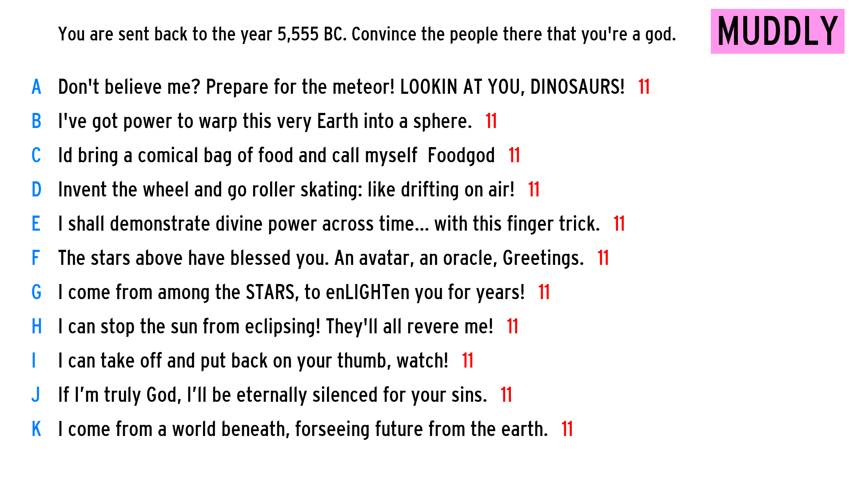 You are sent back to the year 5,555 BC. Convince the people there that you're a god.
MUDDLY
A Don't believe me? Prepare for the meteor! LOOKIN AT YOU, DINOSAURS! 11
B I've got power to warp this very Earth into a sphere. 11
C Id bring a comical bag of food and call myself  Foodgod 11
D Invent the wheel and go roller skating: like drifting on air! 11
E I shall demonstrate divine power across time... with this finger trick. 11
F The stars above have blessed you. An avatar, an oracle, Greetings. 11
G I come from among the STARS, to enLIGHTen you for years! 11
H I can stop the sun from eclipsing! They'll all revere me! 11
I I can take off and put back on your thumb, watch! 11
J If I’m truly God, I’ll be eternally silenced for your sins. 11
K I come from a world beneath, forseeing future from the earth. 11